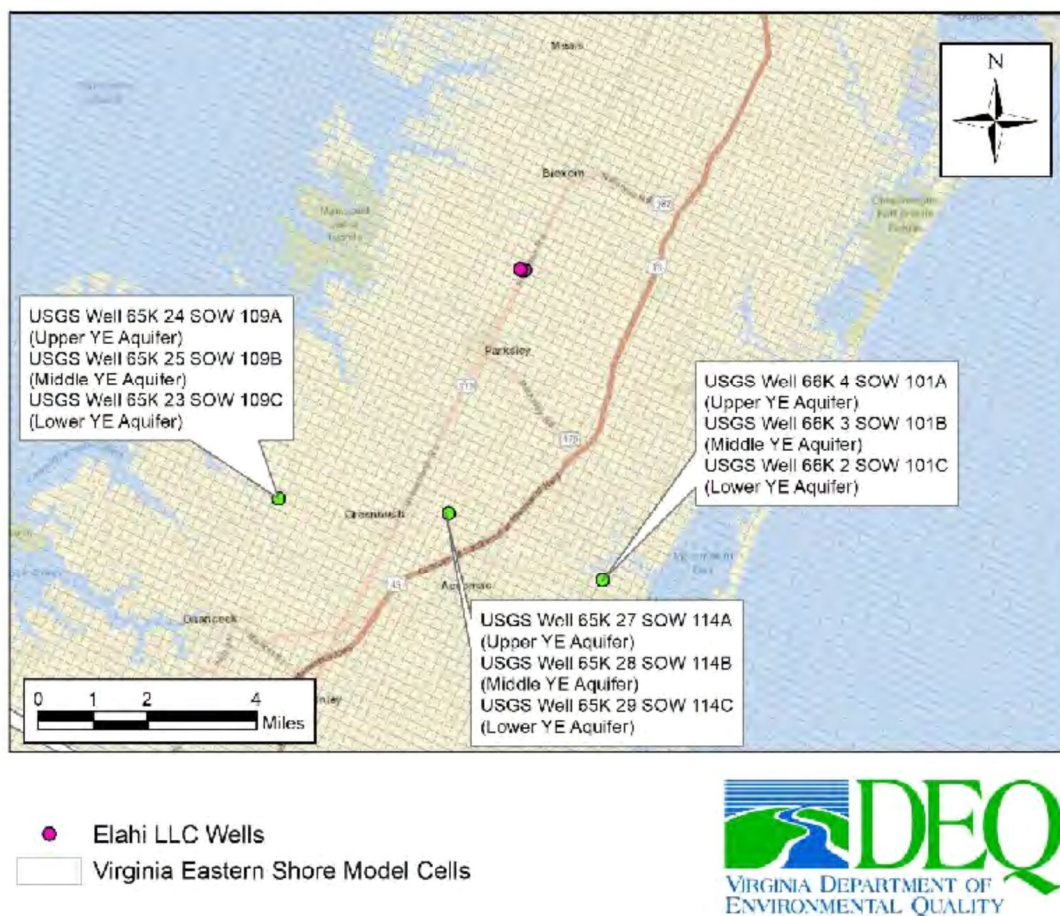 N
Bloxom
Parksley
USGS Well 65K 24 SOW 109A
(Upper YE Aquifer)
USGS Well 65K 25 SOW 109B
(Middle YE Aquifer)
USGS Well 65K 23 SOW 109C
(Lower YE Aquifer)
USGS Well 66K 4 SOW 101A
(Upper YE Aquifer)
USGS Well 66K 3 SOW 101B
(Middle YE Aquifer)
USGS Well 66K 2 SOW 101C
(Lower YE Aquifer)
Accomac
Onancock
USGS Well 65K 27 SOW 114A
(Upper YE Aquifer)
USGS Well 65K 28 SOW 114B
(Middle YE Aquifer)
USGS Well 65K 29 SOW 114C
(Lower YE Aquifer)
0 1 2 4
Miles
Elahi LLC Wells
Virginia Eastern Shore Model Cells
DEQ
VIRGINIA DEPARTMENT OF
ENVIRONMENTAL QUALITY